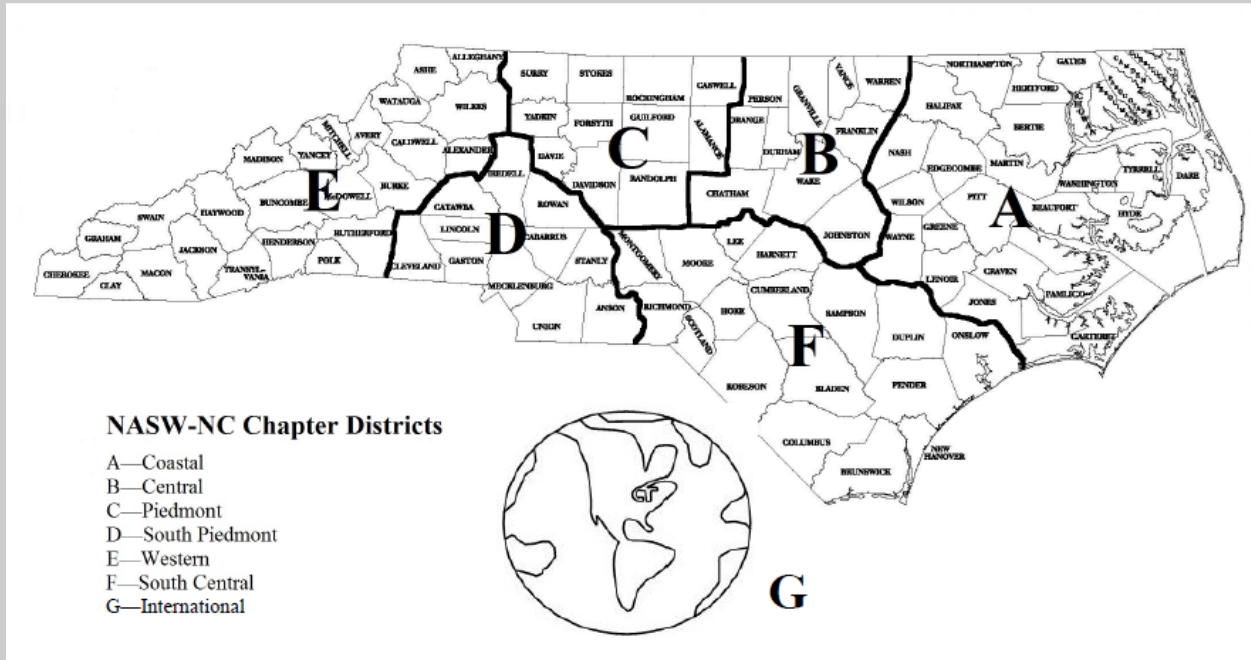 ALLEGHANY
ASHE
SURRY
STOKES
ROCKINGHAM
CASWELL
PERSON
GRANVILLE
VANCE
WARREN
NORTHAMPTON
GATES
HERTFORD
HALIFAX
BERTIE
WATAUGA
WILKES
YADKIN
FORSYTH
GUILFORD
ALAMANCE
ORANGE
DURHAM
FRANKLIN
NASH
EDGECOMBE
MARTIN
WASHINGTON
TYRRELL
DARE
MITCHELL
AVERY
CALDWELL
ALEXANDER
MADISON
YANCEY
IREDELL
DAVIE
C
B
WAKE
BURKE
MCDOWELL
E
BUNCOMBE
DAVIDSON
RANDOLPH
CHATHAM
WILSON
PITT
A
BEAUFORT
HYDE
SWAIN
HAYWOOD
CATAWBA
ROWAN
RUTHERFORD
LINCOLN
D
CABARRUS
GRAHAM
JACKSON
HENDERSON
POLK
CLEVELAND
GASTON
STANLY
MONTGOMERY
MOORE
LEE
HARNETT
JOHNSTON
WAYNE
GREENE
LENOIR
CRAVEN
CHEROKEE
CLAY
MACON
TRANSYL-
VANIA
MECKLENBURG
UNION
ANSON
RICHMOND
SCOTLAND
HOKE
CUMBERLAND
SAMPSON
DUPLIN
JONES
ONSLOW
PAMLICO
CARTERET
F
ROBESON
BLADEN
PENDER
COLUMBUS
BRUNSWICK
NEW
HANOVER
NASW-NC Chapter Districts
A—Coastal
B—Central
C—Piedmont
D—South Piedmont
E—Western
F—South Central
G—International
G